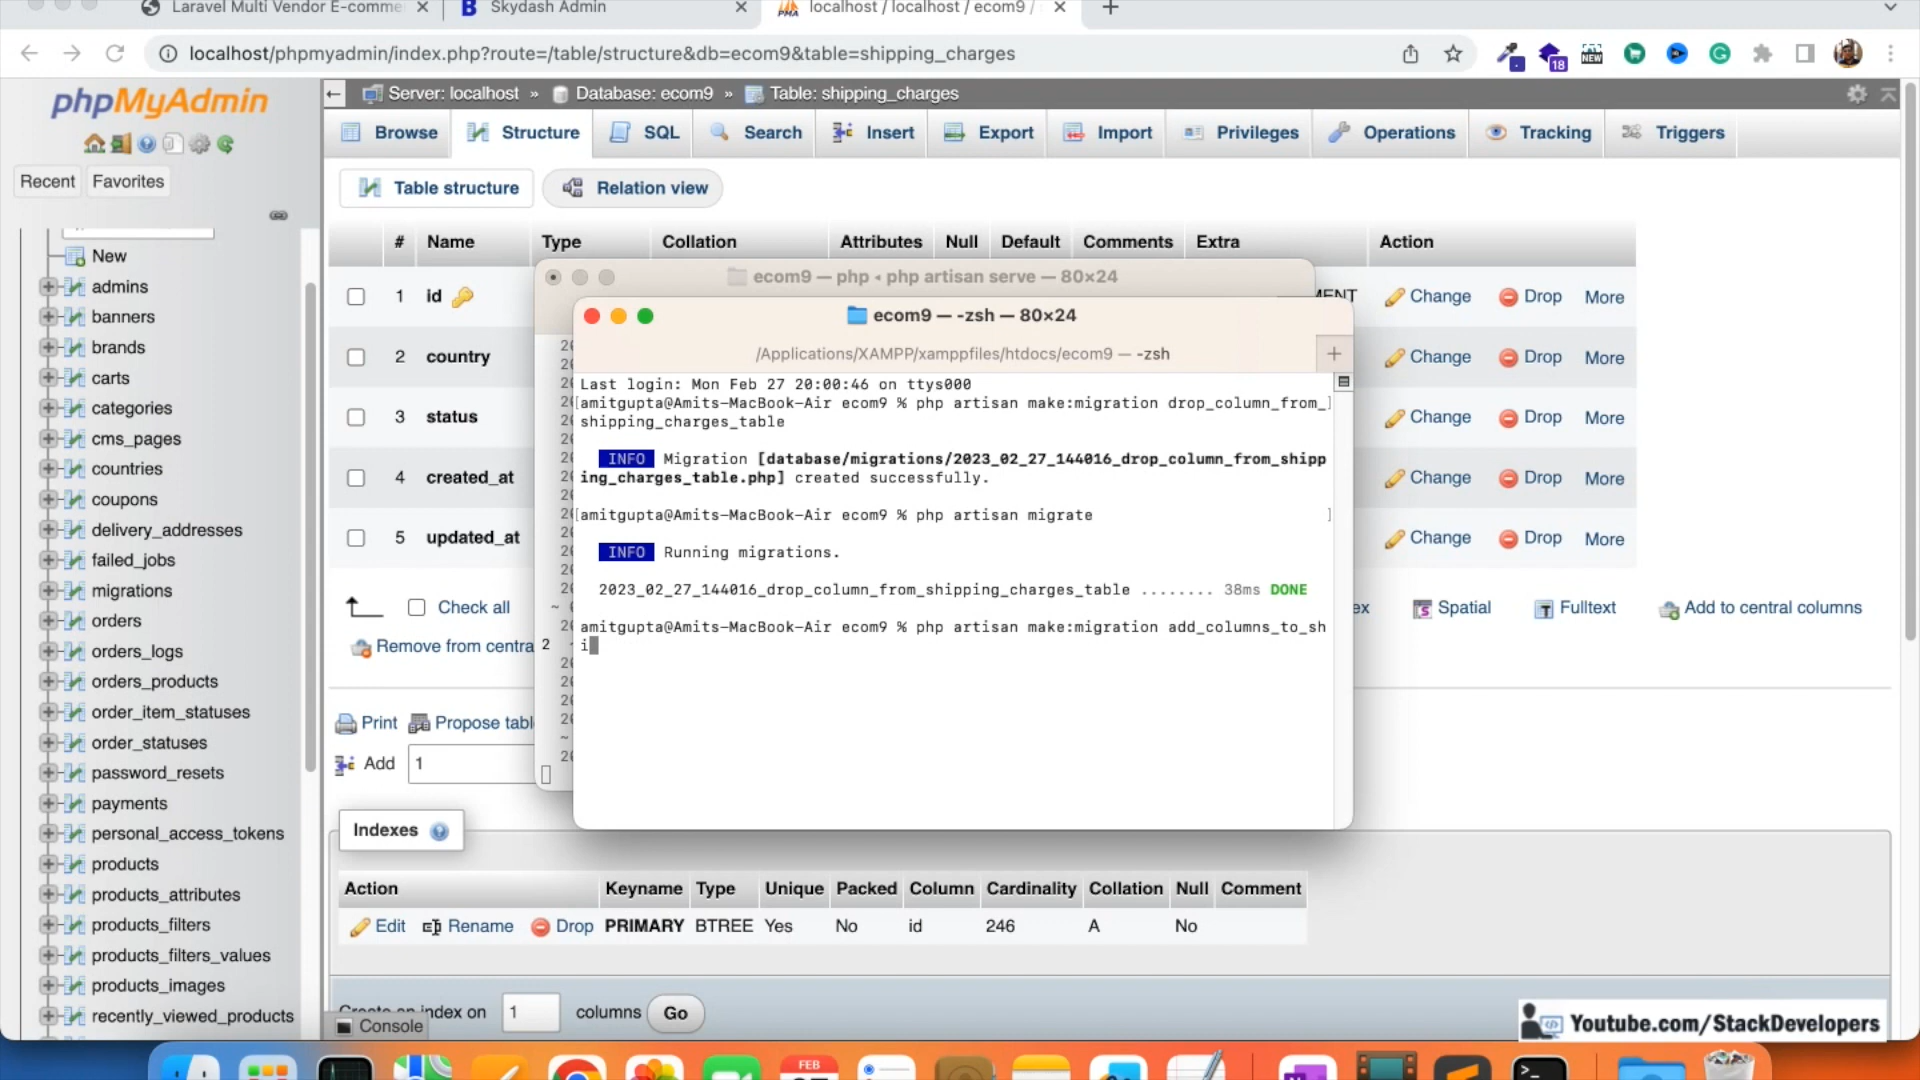 Laravel Multi Vendor E-comme
Skydash Admin
localhost / localhost / ecom9 /
localhost/phpmyadmin/index.php?route=/table/structure&db=ecom9&table=shipping_charges
18
NEW
phpMyAdmin
Server: localhost » Database: ecom9 » Table: shipping_charges
Browse Structure SQL Search Insert Export Import Privileges Operations Tracking Triggers
Recent Favorites
Table structure Relation view
# Name Type Collation Attributes Null Default Comments Extra Action
New
admins
banners
brands
carts
categories
cms_pages
countries
coupons
delivery_addresses
failed_jobs
migrations
orders
orders_logs
orders_products
order_item_statuses
order_statuses
password_resets
payments
personal_access_tokens
products
products_attributes
products_filters
products_filters_values
products_images
recently_viewed_products
1 id MENT Change Drop More
2 country Change Drop More
3 status Change Drop More
4 created_at Change Drop More
5 updated_at Change Drop More
Check all ex Spatial Fulltext Add to central columns
Remove from centra
Print Propose tabl
Add 1
ecom9 — php ◂ php artisan serve — 80×24
ecom9 — -zsh — 80×24
/Applications/XAMPP/xamppfiles/htdocs/ecom9 — -zsh
Last login: Mon Feb 27 20:00:46 on ttys000
[amitgupta@Amits-MacBook-Air ecom9 % php artisan make:migration drop_column_from_]
shipping_charges_table
INFO Migration [database/migrations/2023_02_27_144016_drop_column_from_shipp
ing_charges_table.php] created successfully.
[amitgupta@Amits-MacBook-Air ecom9 % php artisan migrate ]
INFO Running migrations.
2023_02_27_144016_drop_column_from_shipping_charges_table ........ 38ms DONE
amitgupta@Amits-MacBook-Air ecom9 % php artisan make:migration add_columns_to_sh
i
Indexes
Action Keyname Type Unique Packed Column Cardinality Collation Null Comment
Edit Rename Drop PRIMARY BTREE Yes No id 246 A No
Create an index on 1 columns Go
Console
Youtube.com/StackDevelopers
FEB